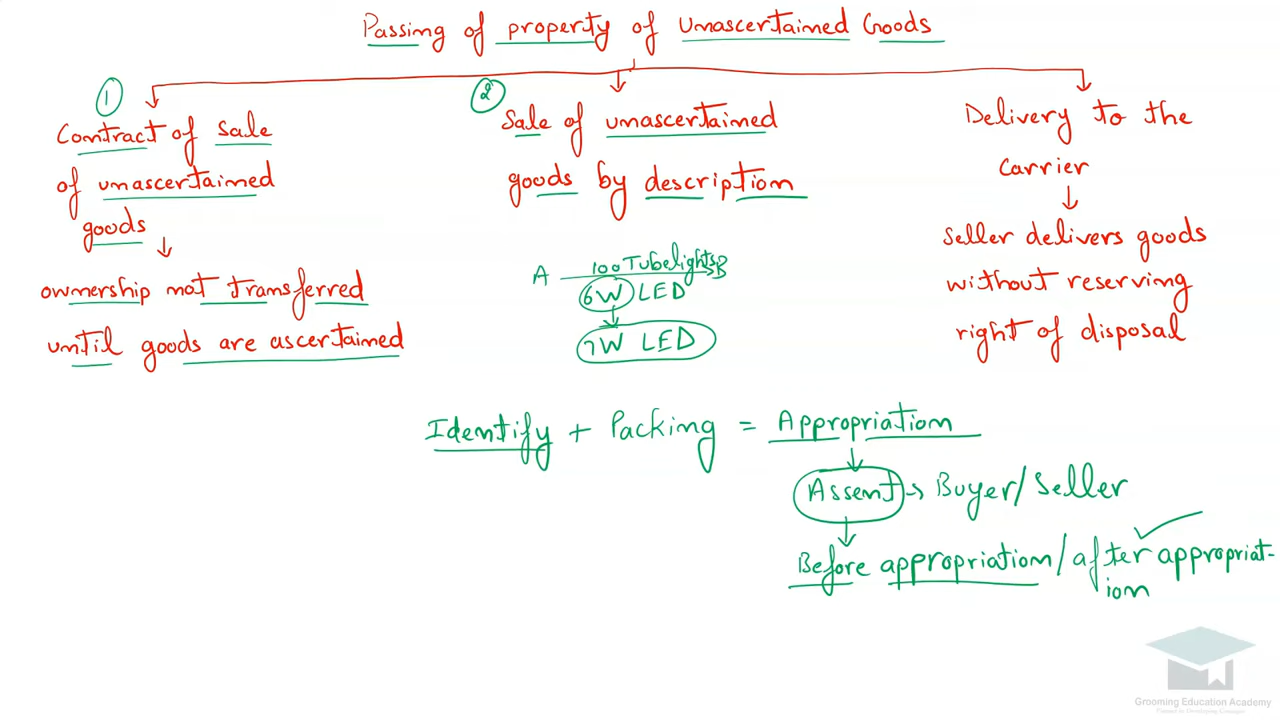 Passing of property of unascertained Goods
①
Contract of sale
of unascertained
goods
ownership not transferred
until goods are ascertained
②
Sale of unascertained
goods by description
A 100 Tubelights B
6W LED
7W LED
Delivery to the
carrier
Seller delivers goods
without reserving
right of disposal
Identify + Packing = Appropriation
Assent → Buyer/Seller
Before appropriation/after appropriat-
ion
Grooming Education Academy